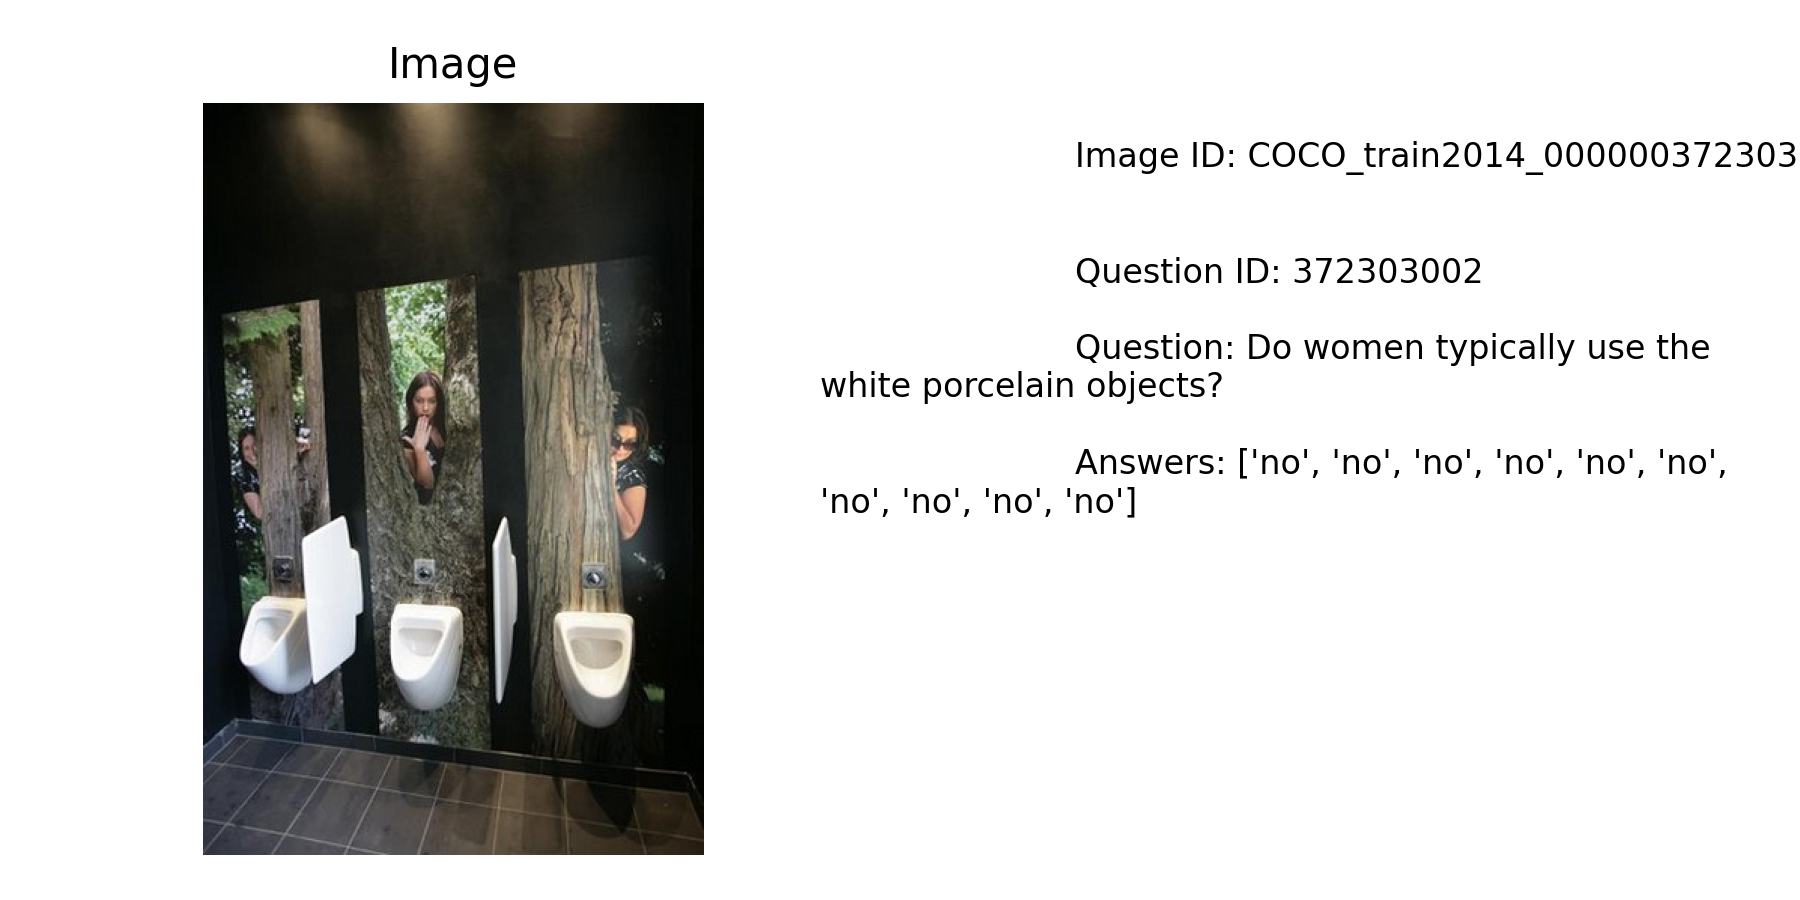 Image
Image ID: COCO_train2014_000000372303
Question ID: 372303002
Question: Do women typically use the
white porcelain objects?
Answers: ['no', 'no', 'no', 'no', 'no', 'no',
'no', 'no', 'no', 'no']